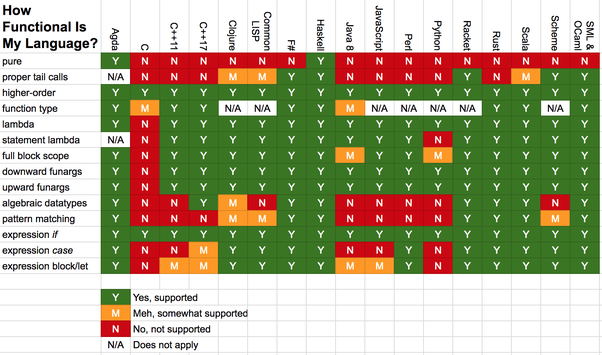 How
Functional Is
My Language?
Agda
C
C++11
C++17
Clojure
Common
LISP
F#
Haskell
Java 8
JavaScript
Perl
Python
Racket
Rust
Scala
Scheme
SML &
OCaml
pure Y N N N N N N Y N N N N N N N N N
proper tail calls N/A N N N M M Y Y N N N N Y N M Y Y
higher-order Y Y Y Y Y Y Y Y Y Y Y Y Y Y Y Y Y
function type Y M Y Y N/A N/A Y Y M N/A N/A N/A N/A Y Y N/A Y
lambda Y N Y Y Y Y Y Y Y Y Y Y Y Y Y Y Y
statement lambda N/A N Y Y Y Y Y Y Y Y Y N Y Y Y Y Y
full block scope Y N Y Y Y Y Y Y M Y Y M Y Y Y Y Y
downward funargs Y N Y Y Y Y Y Y Y Y Y Y Y Y Y Y Y
upward funargs Y N Y Y Y Y Y Y Y Y Y Y Y Y Y Y Y
algebraic datatypes Y N N Y M N Y Y N N N N Y Y Y N Y
pattern matching Y N N N M M Y Y N N N N Y Y Y M Y
expression if Y Y Y Y Y Y Y Y Y Y Y Y Y Y Y Y Y
expression case Y N N M Y Y Y Y N N Y N Y Y Y Y Y
expression block/let Y N M M Y Y Y Y M M Y N Y Y Y Y Y
Y Yes, supported
M Meh, somewhat supported
N No, not supported
N/A Does not apply